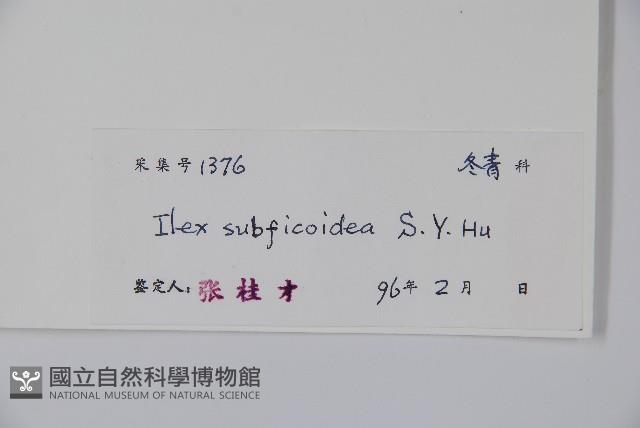 采集号 1376 冬青 科
Ilex subficoidea S. Y. Hu
鉴定人: 张桂才 96年 2月 日
國立自然科學博物館
NATIONAL MUSEUM OF NATURAL SCIENCE